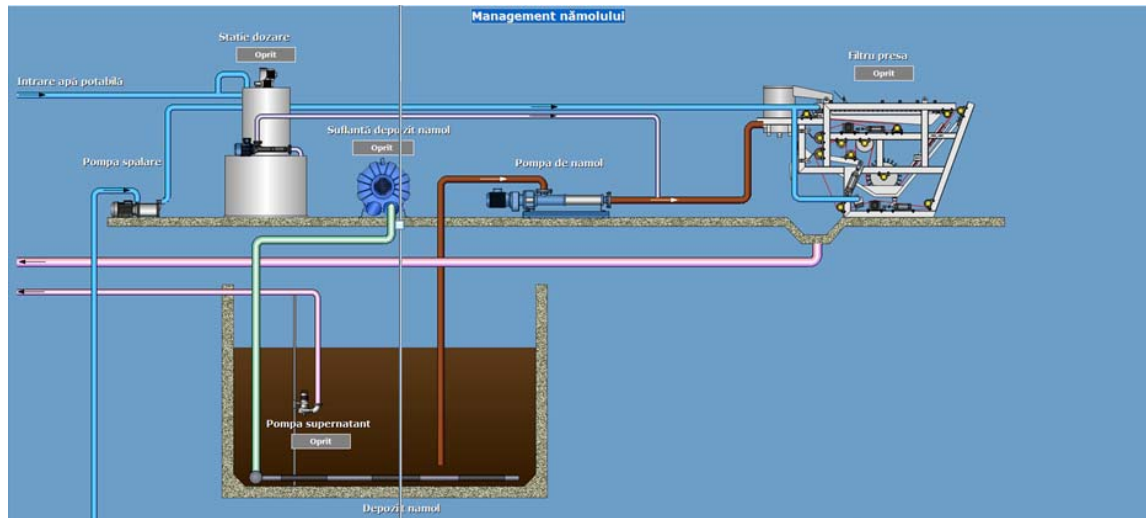 Management nămolului
Statie dozare
Oprit
Filtru presa
Oprit
Intrare apă potabilă
Suflantă depozit namol
Oprit
Pompa spalare
Pompa de namol
Pompa supernatant
Oprit
Depozit namol